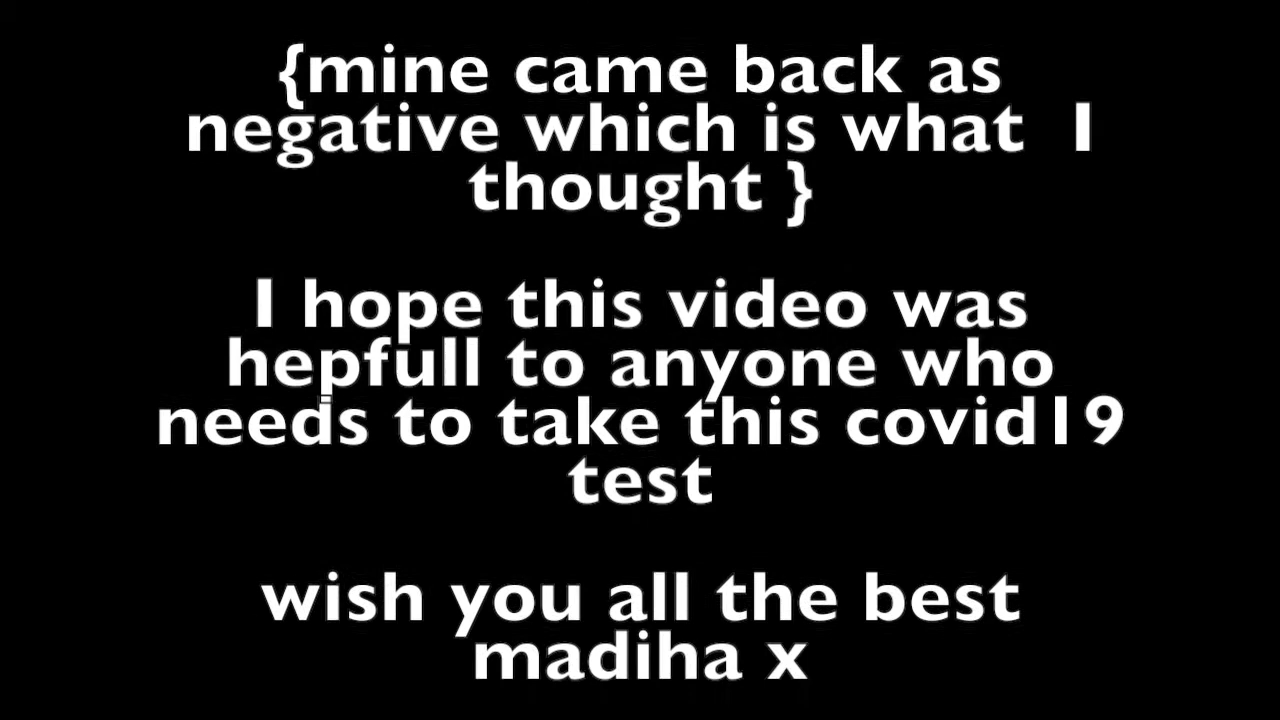 {mine came back as
negative which is what  I
thought }
I hope this video was
hepfull to anyone who
needs to take this covid19
test
wish you all the best
madiha x